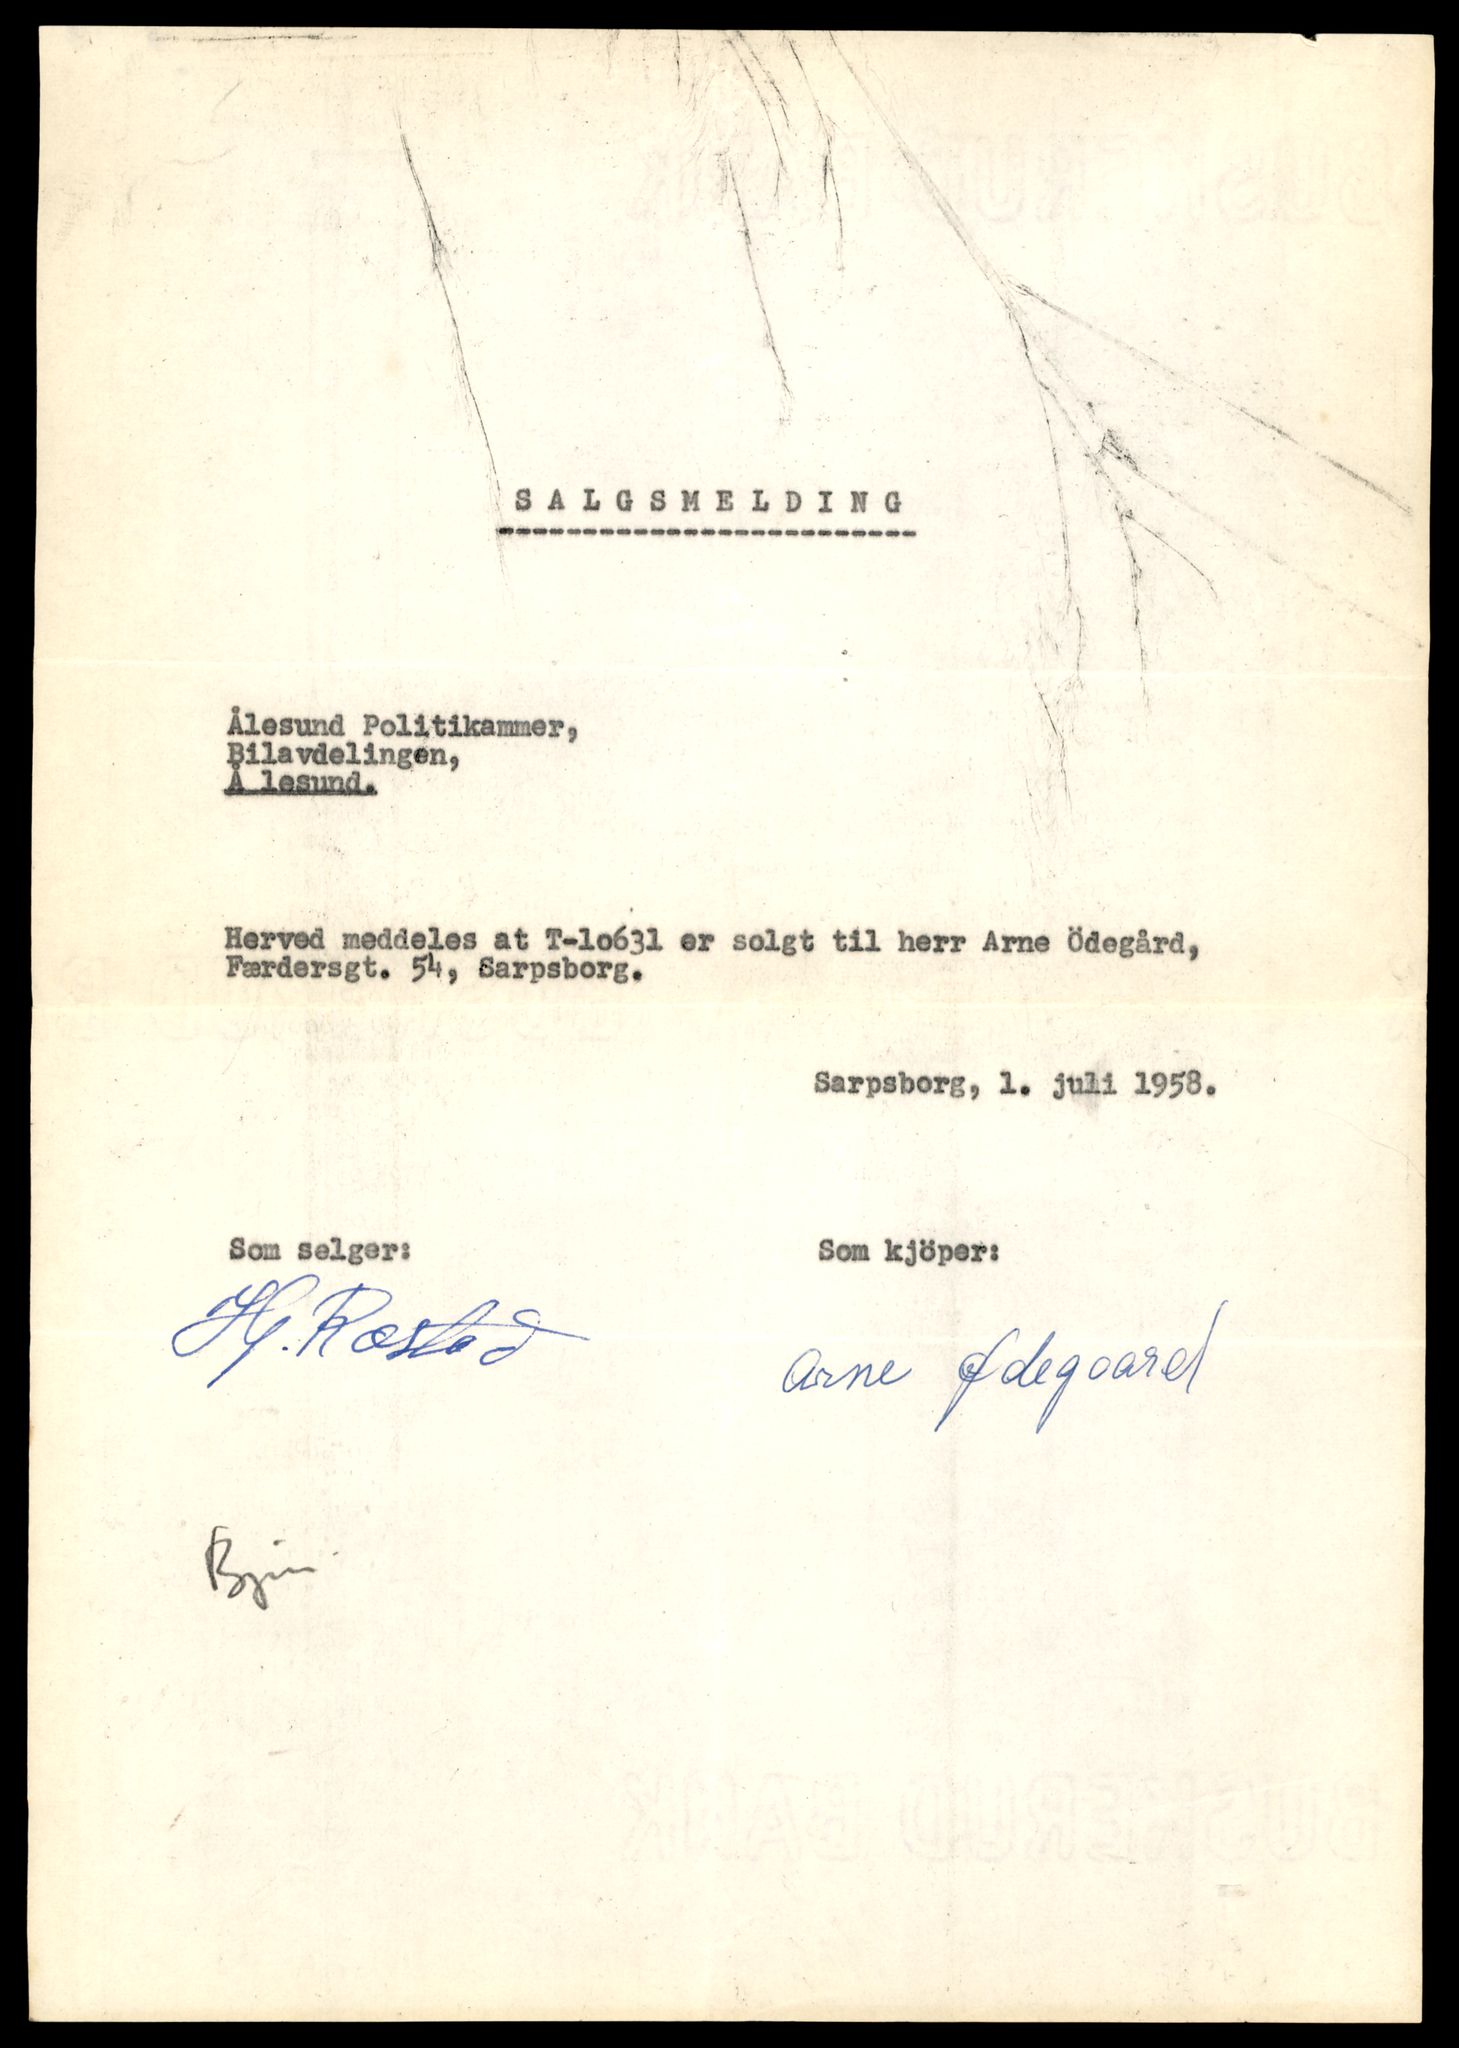 SALGSMELDING
Ålesund Politikammer,
Bilavdelingen,
Å lesund.
Herved meddeles at T-10631 er solgt til herr Arne Ödegård,
Færdersgt. 54, Sarpsborg.
Sarpsborg, 1. juli 1958.
Som selger:
Som kjöper:
H. Rostad
Arne Ødegaard